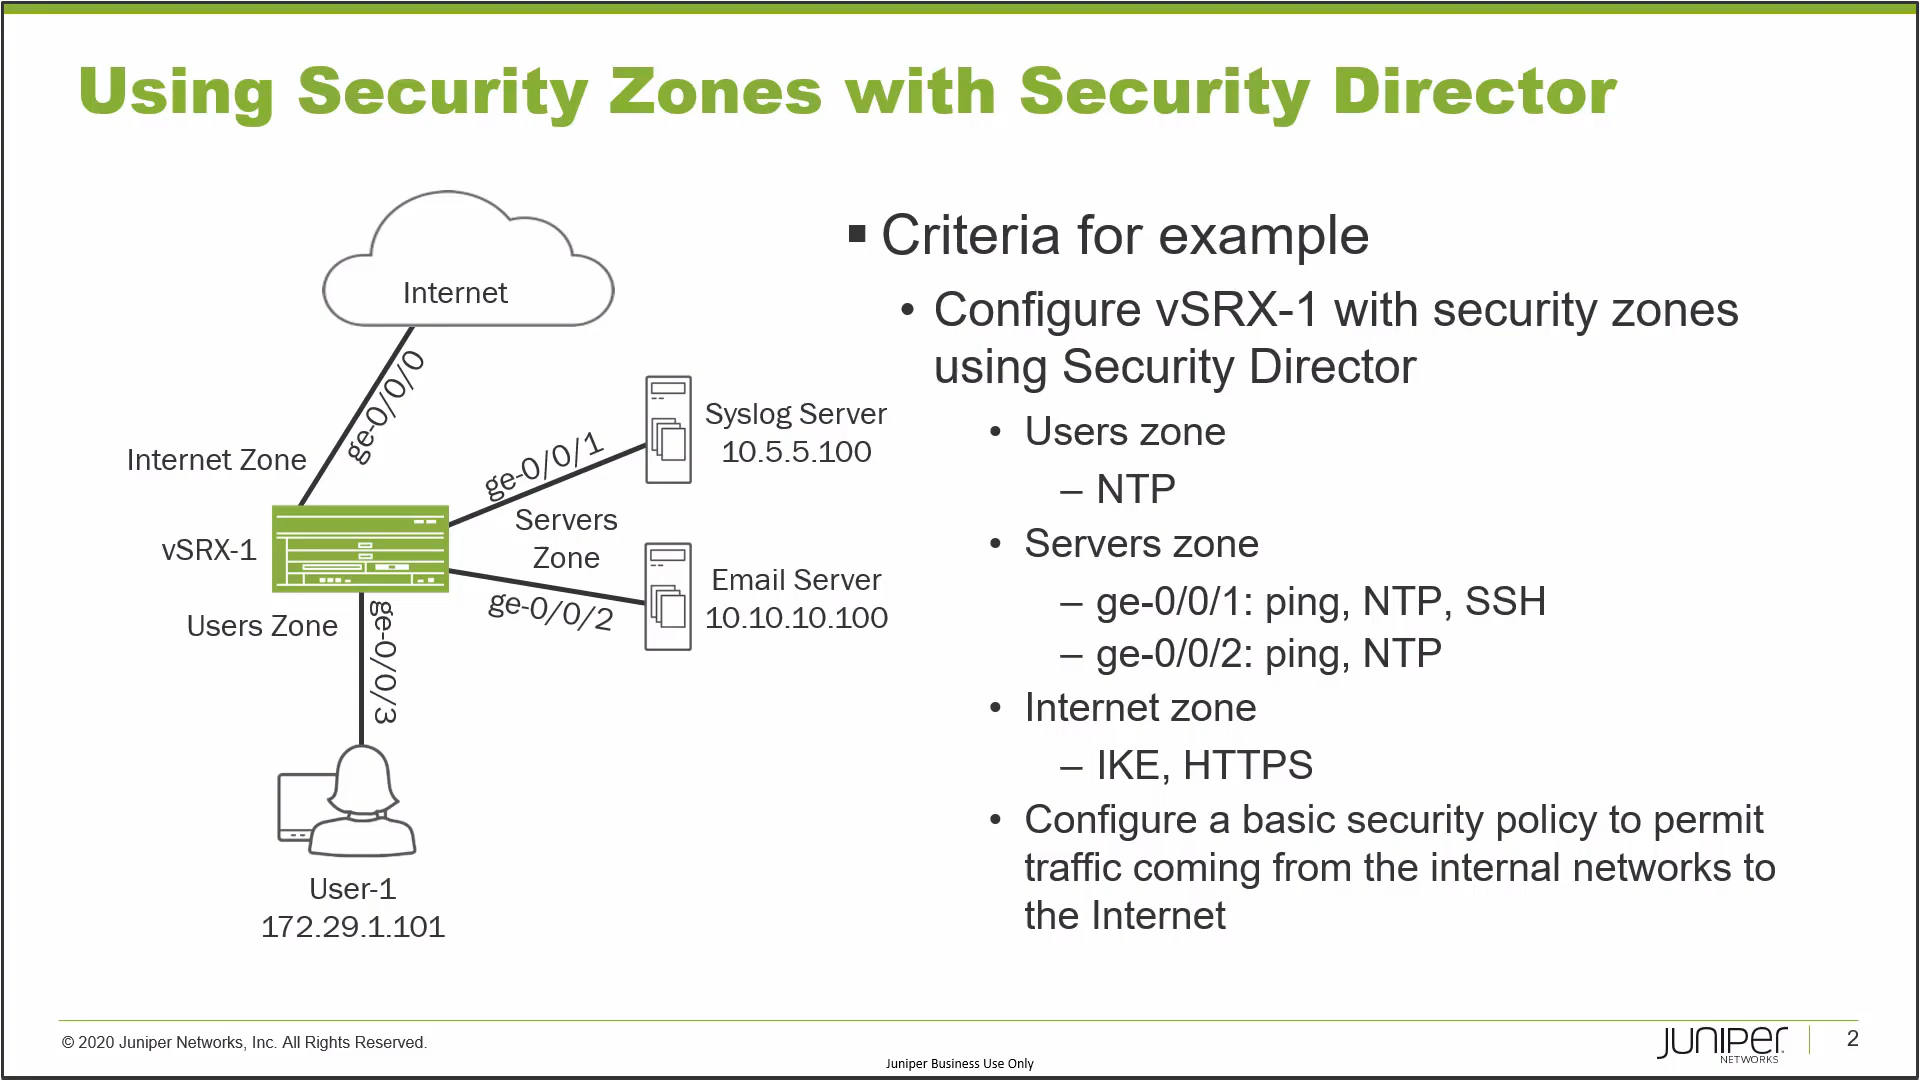 Using Security Zones with Security Director
Internet
ge-0/0/0
Internet Zone
ge-0/0/1
Syslog Server
10.5.5.100
Servers
Zone
vSRX-1
ge-0/0/2
Email Server
10.10.10.100
Users Zone
ge-0/0/3
User-1
172.29.1.101
▪ Criteria for example
• Configure vSRX-1 with security zones
using Security Director
• Users zone
– NTP
• Servers zone
– ge-0/0/1: ping, NTP, SSH
– ge-0/0/2: ping, NTP
• Internet zone
– IKE, HTTPS
• Configure a basic security policy to permit
traffic coming from the internal networks to
the Internet
© 2020 Juniper Networks, Inc. All Rights Reserved.
Juniper Business Use Only
JUNIPER
NETWORKS
2